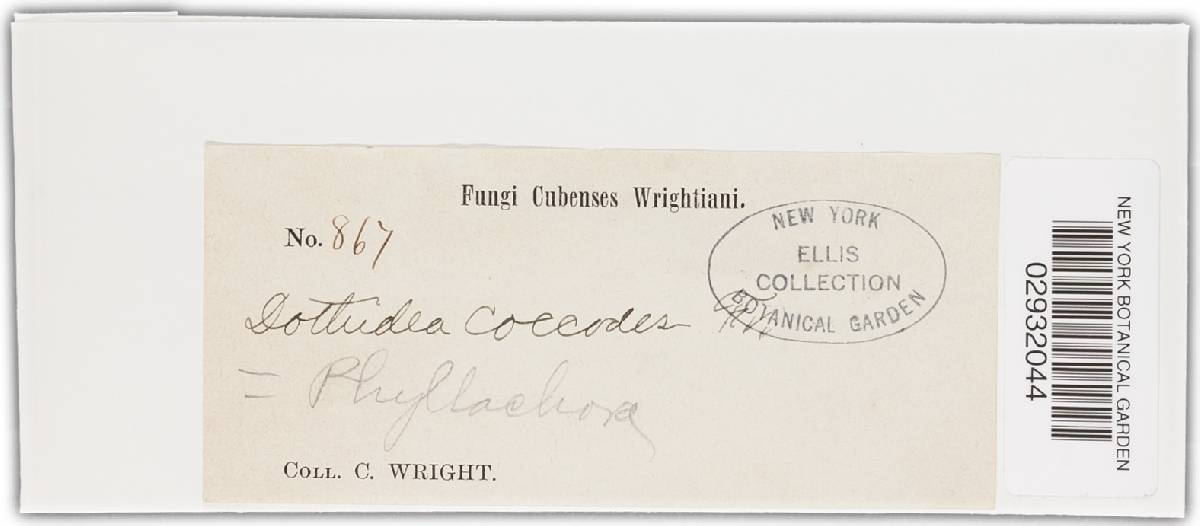 Fungi Cubenses Wrightiani.
No. 867
NEW YORK
ELLIS
COLLECTION
BOTANICAL GARDEN
Dothidea coccodes
= Phyllachora
COLL. C. WRIGHT.
NEW YORK BOTANICAL GARDEN
02932044